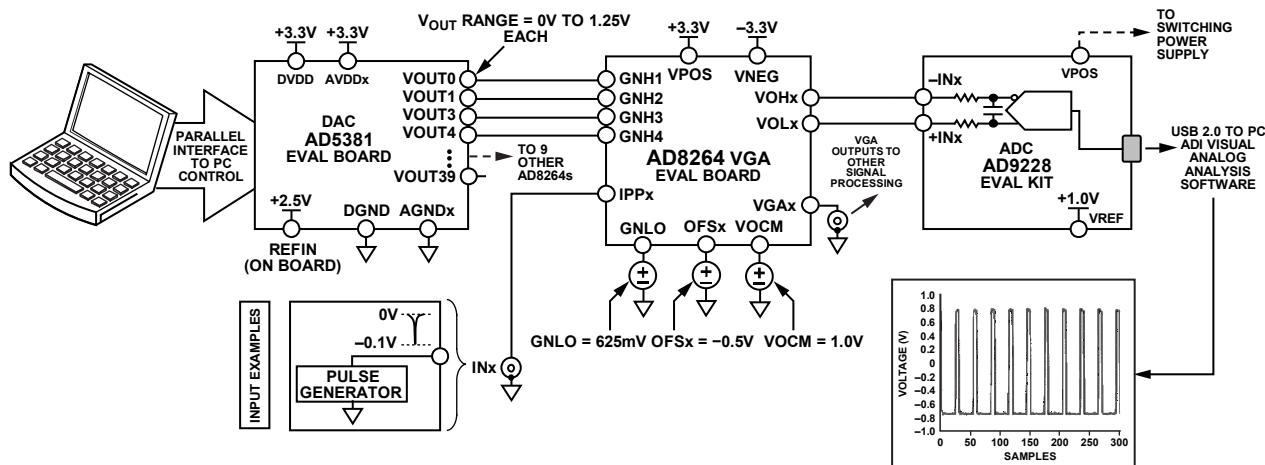 PARALLEL
INTERFACE
TO PC
CONTROL
+3.3V
+3.3V
DVDD
AVDDx
DAC
AD5381
EVAL BOARD
VOUT0
VOUT1
VOUT3
VOUT4
VOUT39
+2.5V
DGND
AGNDx
REFIN
(ON BOARD)
VOUT RANGE = 0V TO 1.25V
EACH
TO 9
OTHER
AD8264s
+3.3V
–3.3V
VPOS
VNEG
GNH1
GNH2
GNH3
GNH4
VOHx
VOLx
AD8264 VGA
EVAL BOARD
IPPx
VGAx
GNLO
OFSx
VOCM
GNLO = 625mV
OFSx = –0.5V
VOCM = 1.0V
VGA
OUTPUTS TO
OTHER
SIGNAL
PROCESSING
TO
SWITCHING
POWER
SUPPLY
VPOS
–INx
+INx
ADC
AD9228
EVAL KIT
+1.0V
VREF
USB 2.0 TO PC
ADI VISUAL
ANALOG
ANALYSIS
SOFTWARE
INPUT EXAMPLES
0V
–0.1V
PULSE
GENERATOR
INx
VOLTAGE (V)
1.0
0.8
0.6
0.4
0.2
0
–0.2
–0.4
–0.6
–0.8
–1.0
0
50
100
150
200
250
300
SAMPLES